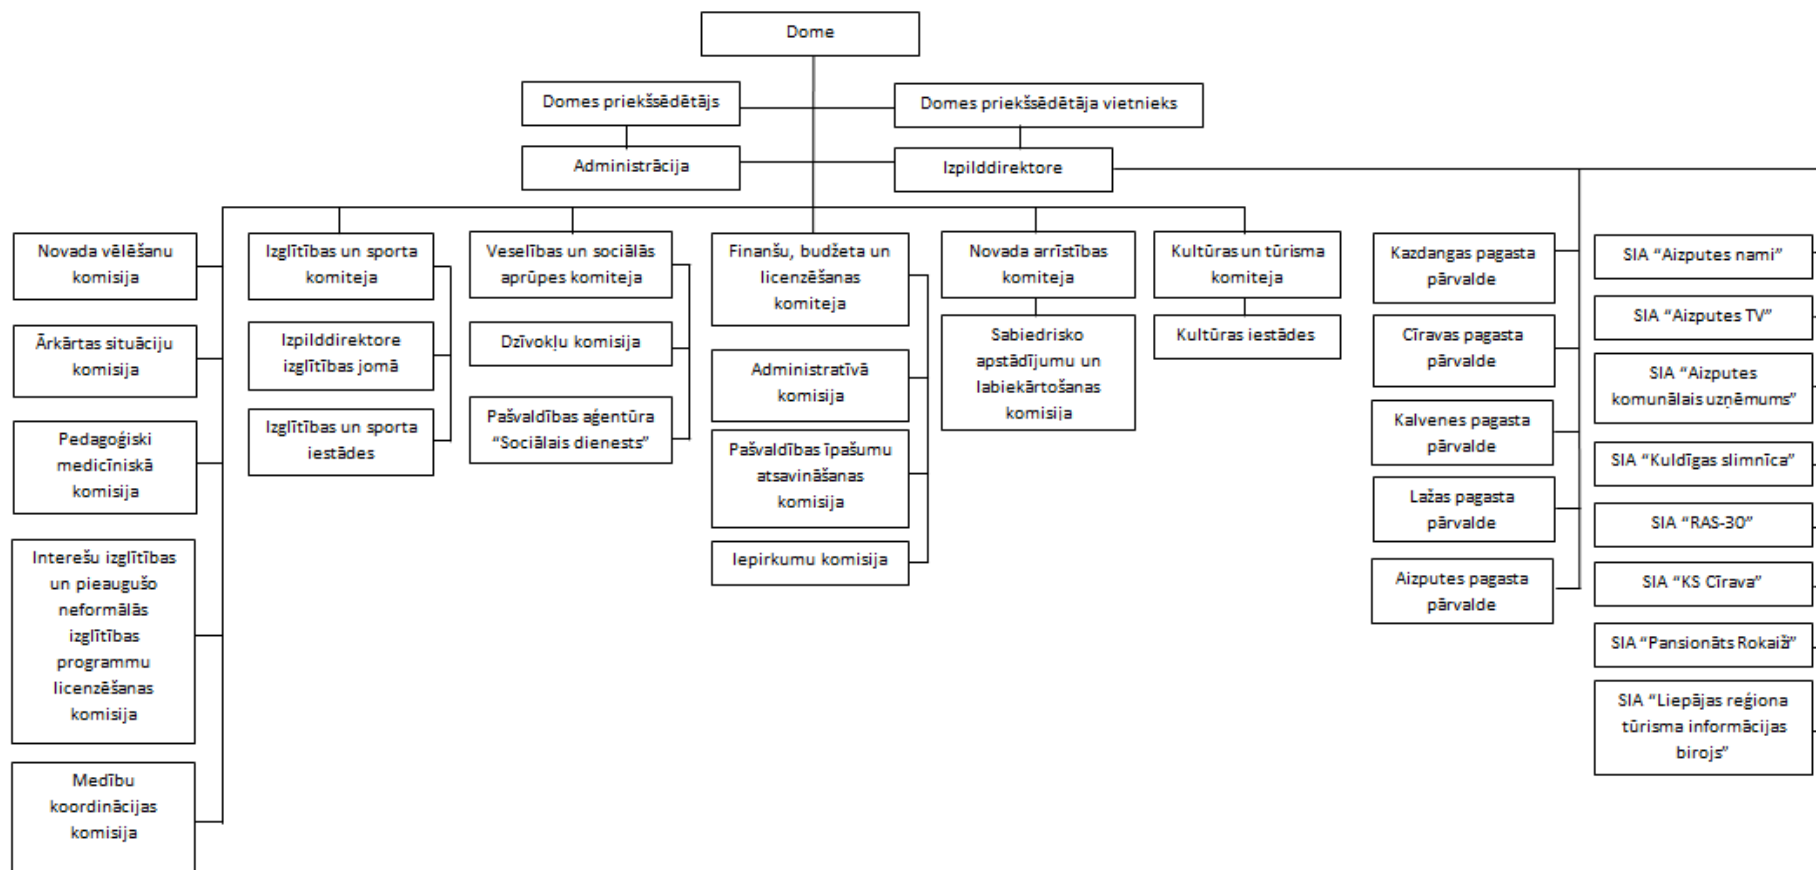 Dome
Domes priekšsēdētājs
Domes priekšsēdētāja vietnieks
Administrācija
Izpilddirektore
Novada vēlēšanu
komisija
Ārkārtas situāciju
komisija
Pedagoģiski
medicīniskā
komisija
Interešu izglītības
un pieaugušo
neformālās
izglītības
programmu
licenzēšanas
komisija
Medību
koordinācijas
komisija
Izglītības un sporta
komiteja
Izpilddirektore
izglītības jomā
Izglītības un sporta
iestādes
Veselības un sociālās
aprūpes komiteja
Dzīvokļu komisija
Pašvaldības aģentūra
“Sociālais dienests”
Finanšu, budžeta un
licenzēšanas
komiteja
Administratīvā
komisija
Pašvaldības īpašumu
atsavināšanas
komisija
Iepirkumu komisija
Novada arrīstības
komiteja
Sabiedrisko
apstādījumu un
labiekārtošanas
komisija
Kultūras un tūrisma
komiteja
Kultūras iestādes
Kazdangas pagasta
pārvalde
Cīravas pagasta
pārvalde
Kalvenes pagasta
pārvalde
Lažas pagasta
pārvalde
Aizputes pagasta
pārvalde
SIA “Aizputes nami”
SIA “Aizputes TV”
SIA “Aizputes
komunālais uzņēmums”
SIA “Kuldīgas slimnīca”
SIA “RAS-30”
SIA “KS Cīrava”
SIA “Pansionāts Rokaiži”
SIA “Liepājas reģiona
tūrisma informācijas
birojs”